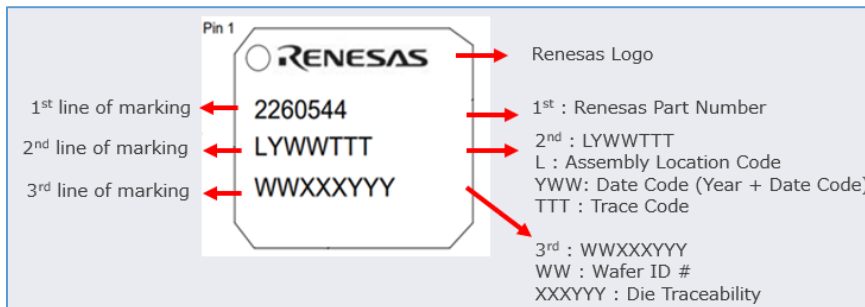 Pin 1
RENESAS
Renesas Logo
1st line of marking
2260544
1st : Renesas Part Number
2nd line of marking
LYWWTTT
2nd : LYWWTTT
L : Assembly Location Code
YWW: Date Code (Year + Date Code)
TTT : Trace Code
3rd line of marking
WWXXXYYY
3rd : WWXXXYYY
WW : Wafer ID #
XXXYYY : Die Traceability